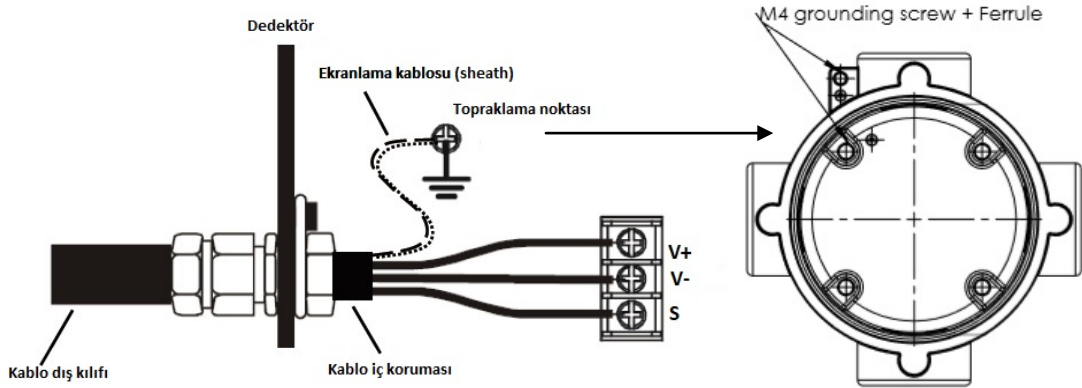 M4 grounding screw + Ferrule
Dedektör
Ekranlama kablosu (sheath)
Topraklama noktası
V+
V-
S
Kablo dış kılıfı
Kablo iç koruması